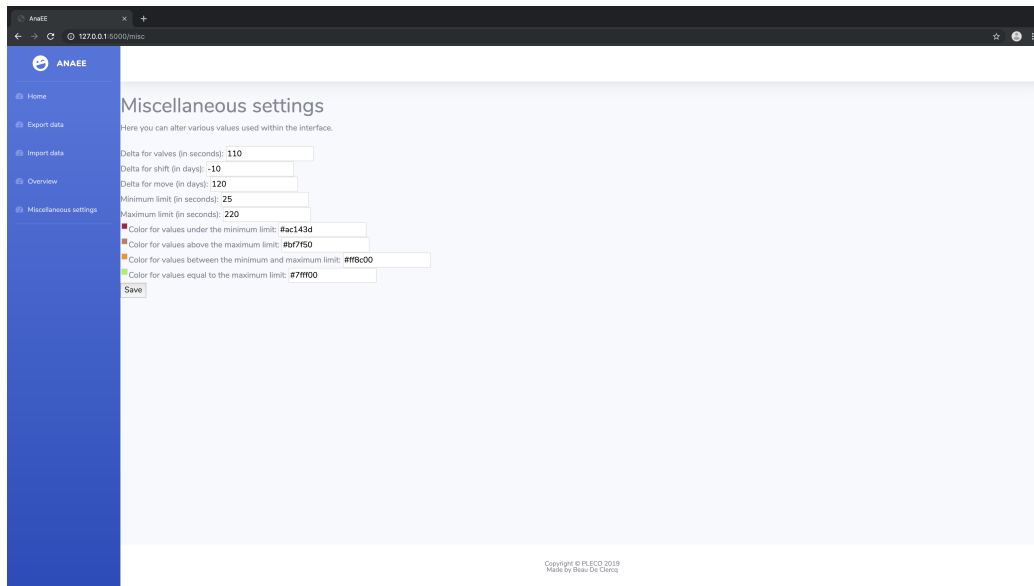 AnaEE
127.0.0.1:5000/misc
ANAEE
Home
Export data
Import data
Overview
Miscellaneous settings
Miscellaneous settings
Here you can alter various values used within the interface.
Delta for valves (in seconds): 110
Delta for shift (in days): -10
Delta for move (in days): 120
Minimum limit (in seconds): 25
Maximum limit (in seconds): 220
Color for values under the minimum limit: #ac143d
Color for values above the maximum limit: #bf7f50
Color for values between the minimum and maximum limit: #ff8c00
Color for values equal to the maximum limit: #7fff00
Save
Copyright © PLECO 2019
Made by Beau De Clercq